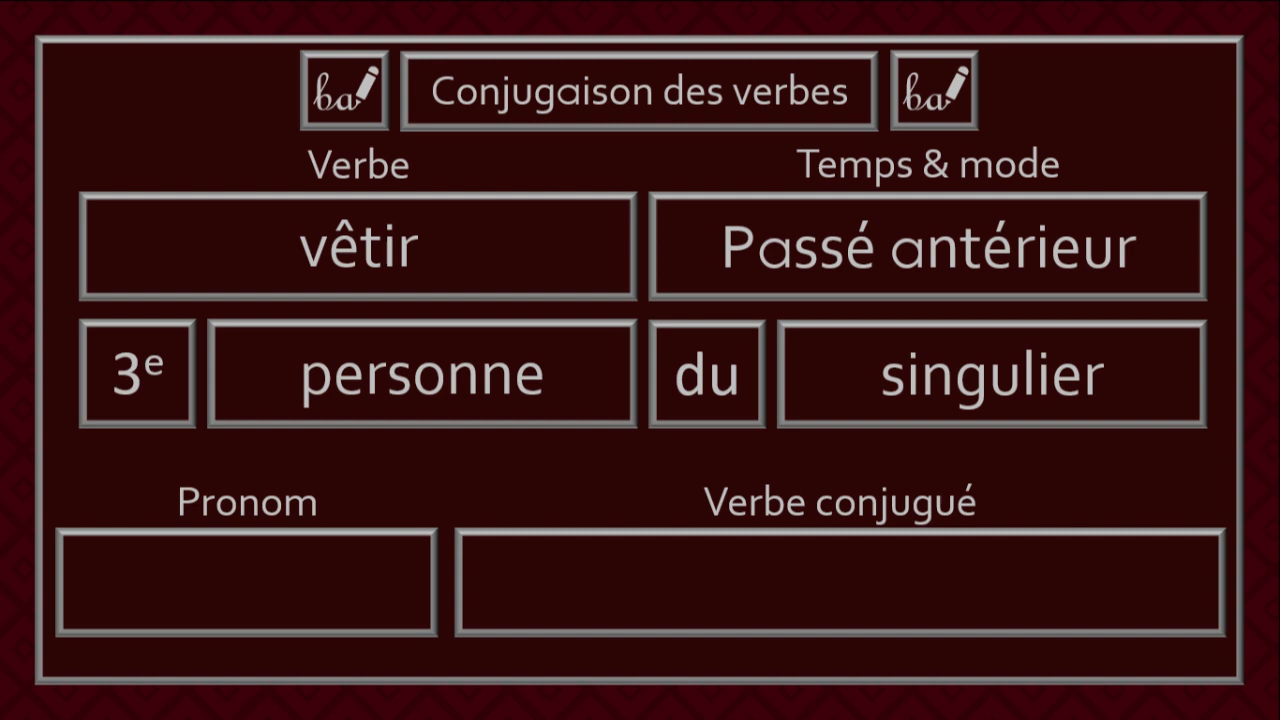 ba Conjugaison des verbes ba
Verbe
Temps & mode
vêtir
Passé antérieur
3ᵉ personne du singulier
Pronom
Verbe conjugué